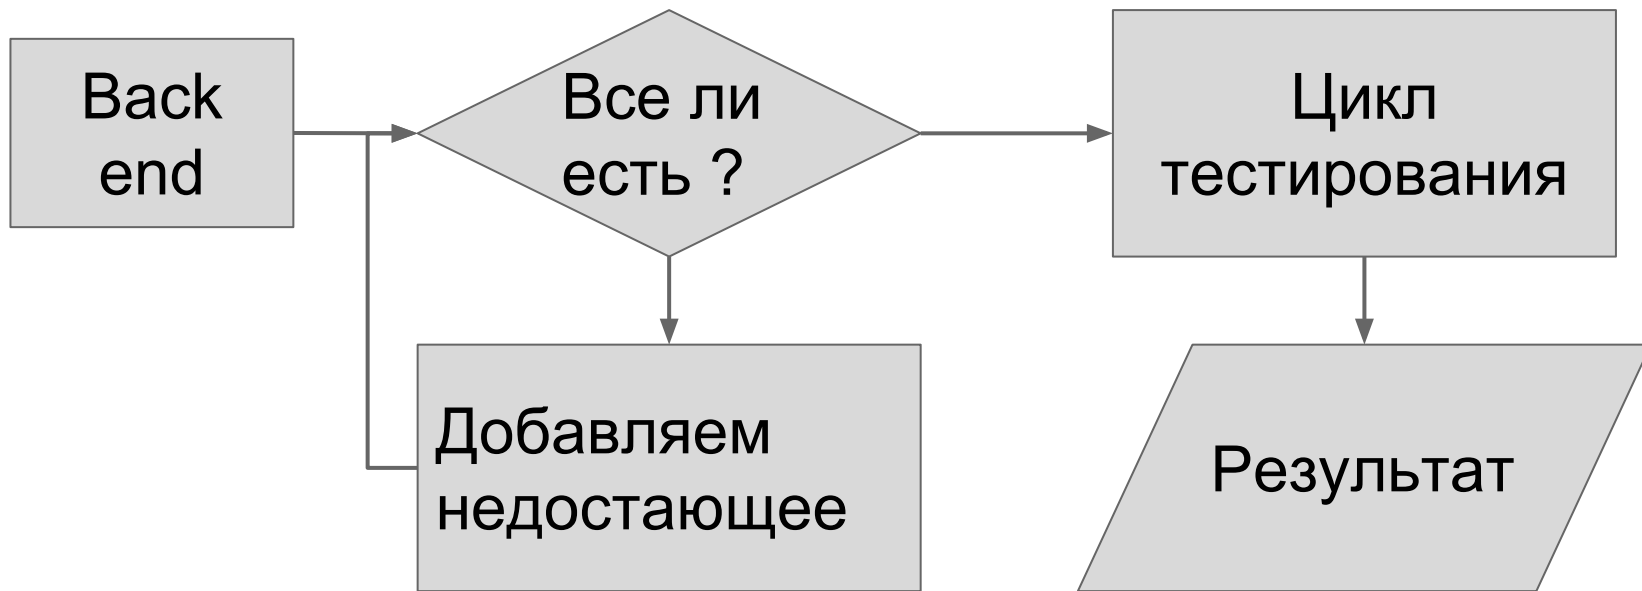 Back
end
Все ли
есть ?
Цикл
тестирования
Добавляем
недостающее
Результат